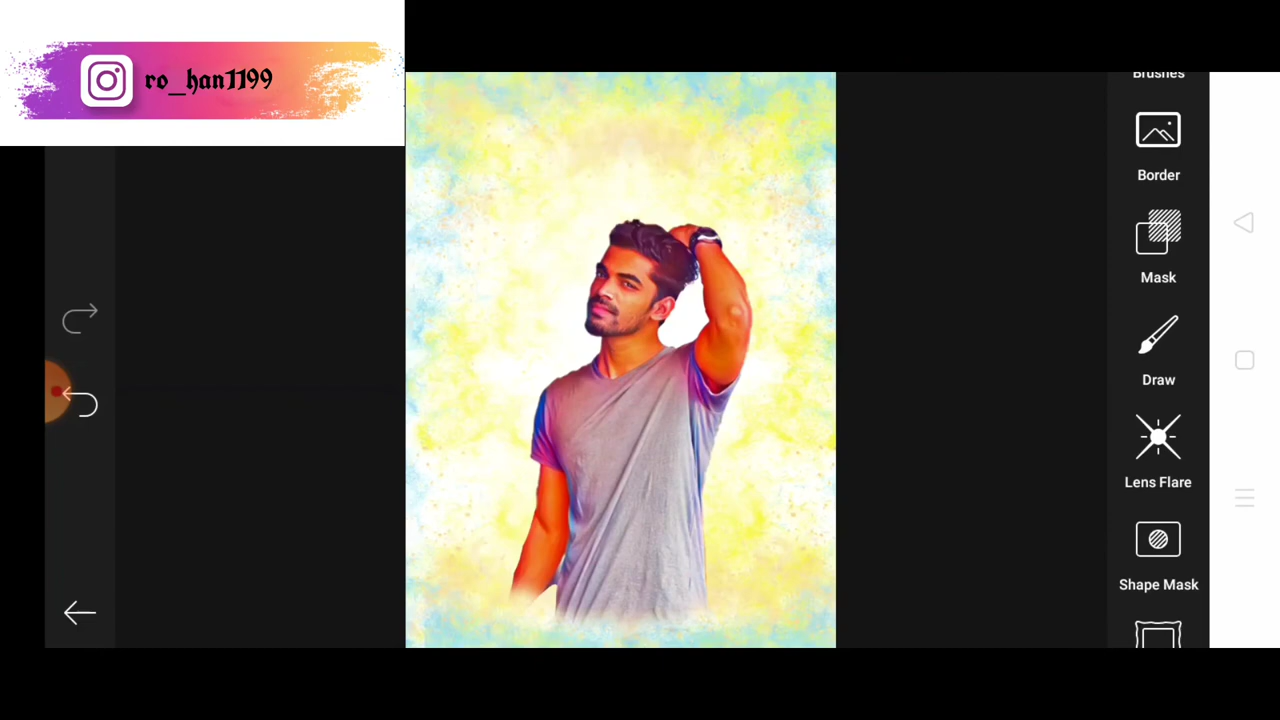 ro_han1199
Brushes
Border
Mask
Draw
Lens Flare
Shape Mask